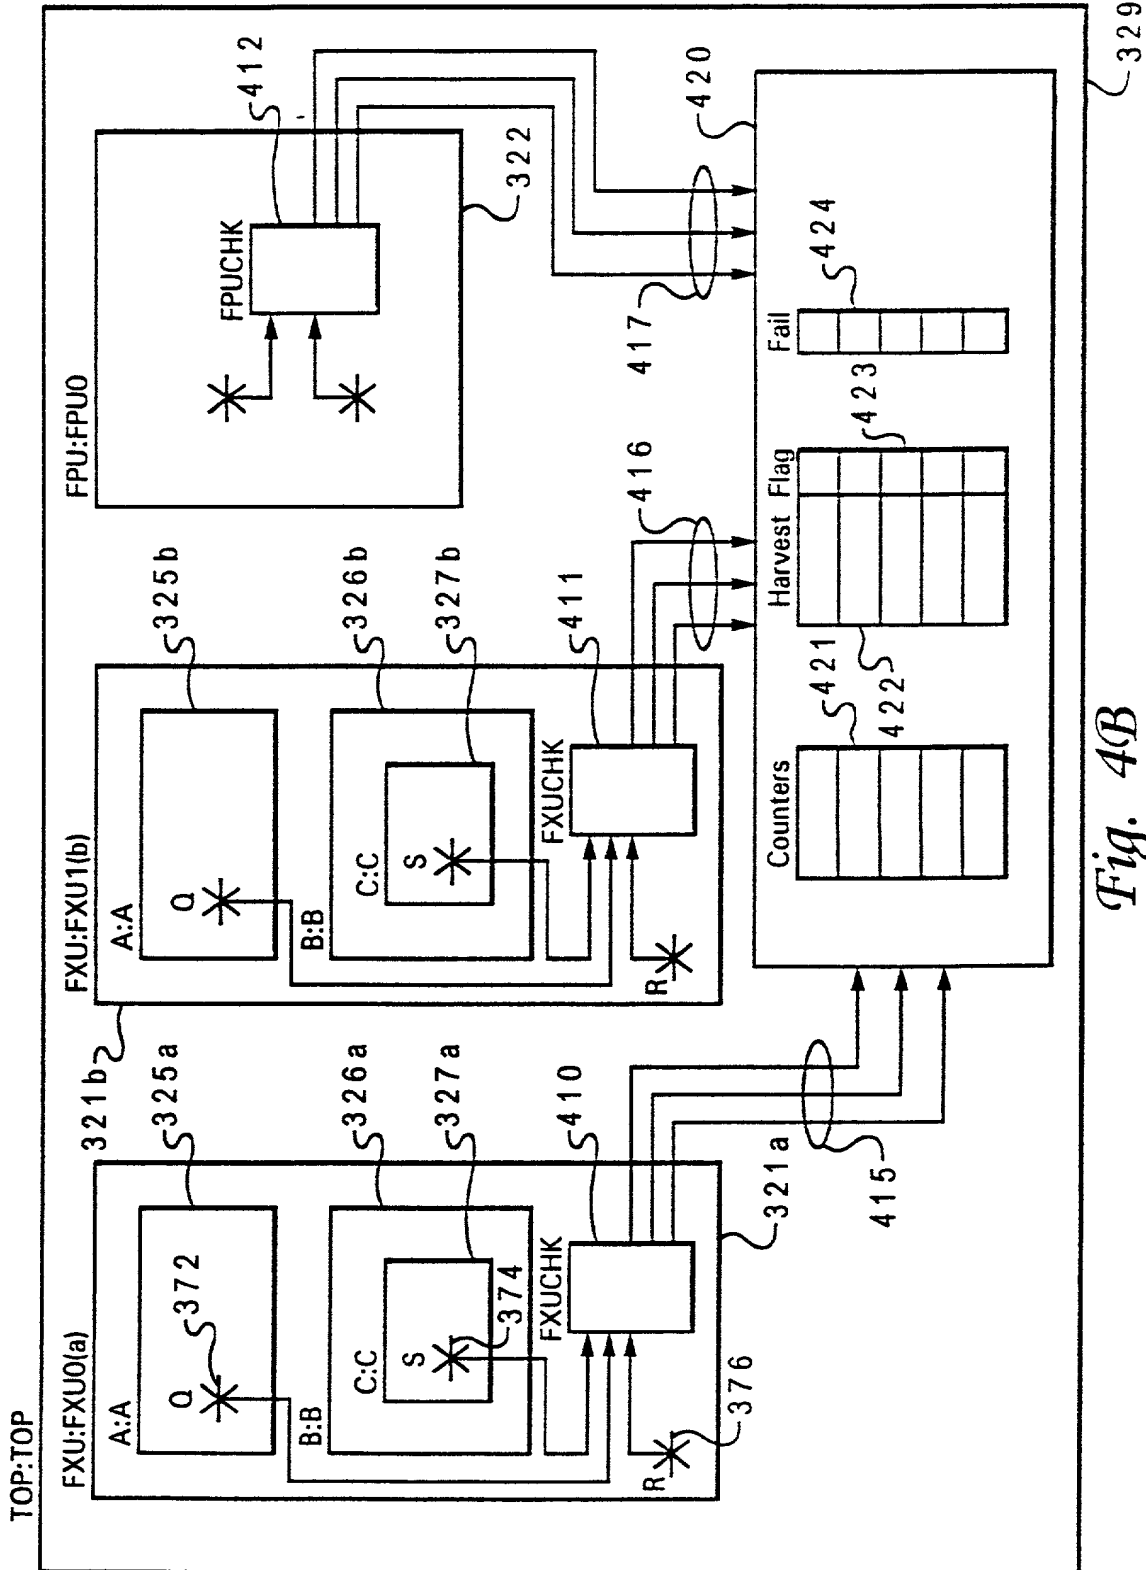 TOP:TOP
FXU:FXU0(a)
321b
FXU:FXU1(b)
FPU:FPU0
A:A
Q
372
325a
A:A
Q
325b
FPUCHK
412
B:B
326a
C:C
S
374
327a
B:B
326b
C:C
S
327b
322
FXUCHK
410
R
376
FXUCHK
411
R
321a
415
416
417
420
Counters
421
422
Harvest
Flag
423
Fail
424
329
Fig. 4B